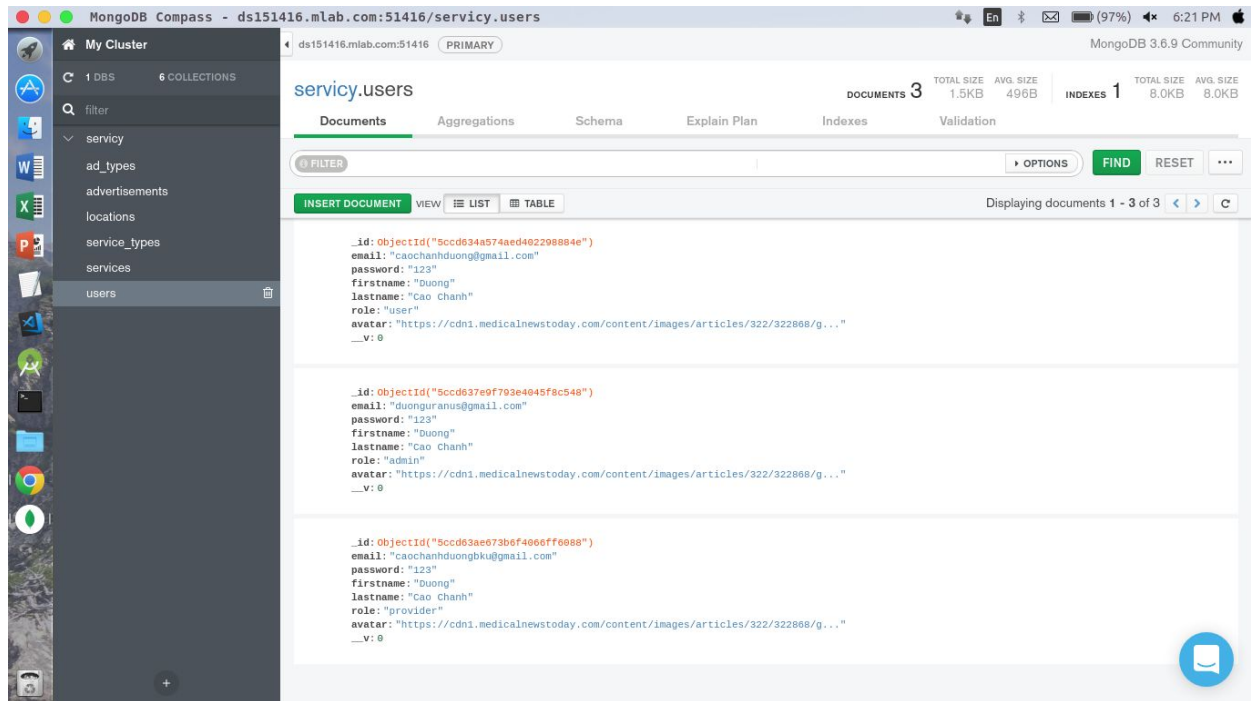 MongoDB Compass - ds151416.mlab.com:51416/servicy.users
En (97%) 6:21 PM
My Cluster
ds151416.mlab.com:51416 PRIMARY
MongoDB 3.6.9 Community
1 DBS 6 COLLECTIONS
filter
servicy
ad_types
advertisements
locations
service_types
services
users
servicy.users
DOCUMENTS 3 TOTAL SIZE 1.5KB AVG. SIZE 496B INDEXES 1 TOTAL SIZE 8.0KB AVG. SIZE 8.0KB
Documents Aggregations Schema Explain Plan Indexes Validation
FILTER OPTIONS FIND RESET ...
INSERT DOCUMENT VIEW LIST TABLE Displaying documents 1 - 3 of 3
_id: ObjectId("5ccd634a574aed402298884e")
email: "caochanhduong@gmail.com"
password: "123"
firstname: "Duong"
lastname: "Cao Chanh"
role: "user"
avatar: "https://cdn1.medicalnewstoday.com/content/images/articles/322/322868/g..."
__v: 0
_id: ObjectId("5ccd637e9f793e4045f8c548")
email: "duonguranus@gmail.com"
password: "123"
firstname: "Duong"
lastname: "Cao Chanh"
role: "admin"
avatar: "https://cdn1.medicalnewstoday.com/content/images/articles/322/322868/g..."
__v: 0
_id: ObjectId("5ccd63ae673b6f4066ff6088")
email: "caochanhduongbku@gmail.com"
password: "123"
firstname: "Duong"
lastname: "Cao Chanh"
role: "provider"
avatar: "https://cdn1.medicalnewstoday.com/content/images/articles/322/322868/g..."
__v: 0